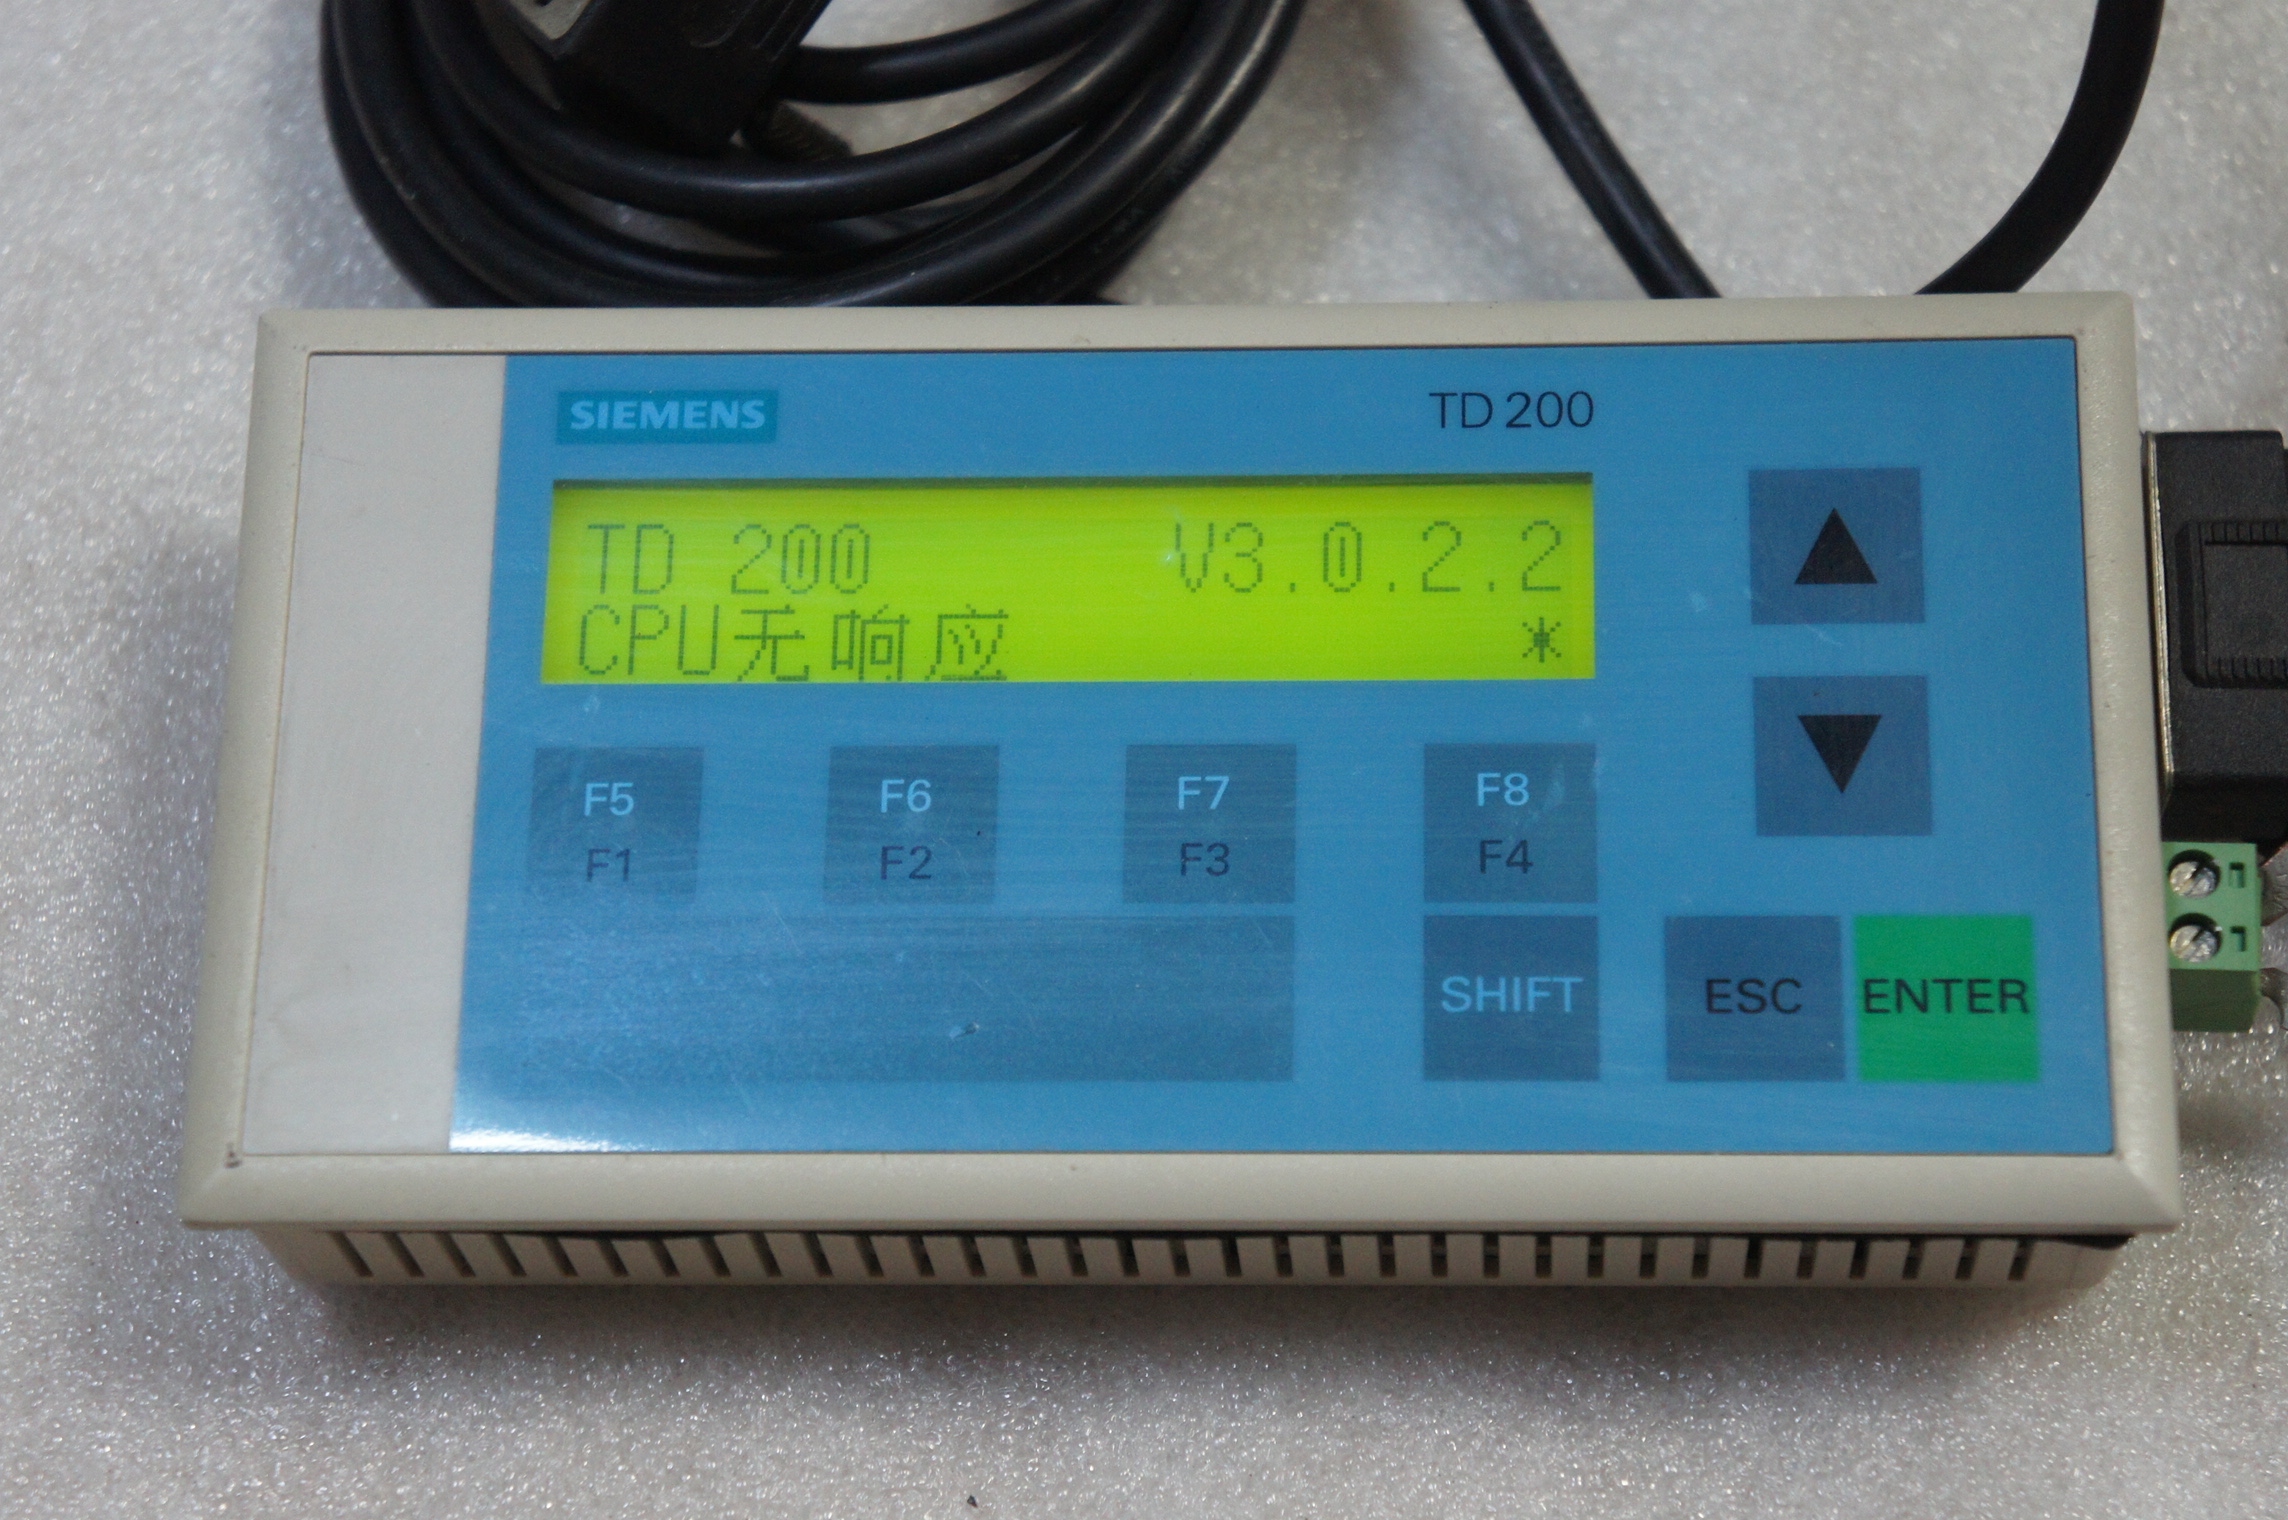 SIEMENS
TD 200
TD 200 V3.0.2.2
CPU无响应 *
F5 F6 F7 F8
F1 F2 F3 F4
SHIFT ESC ENTER